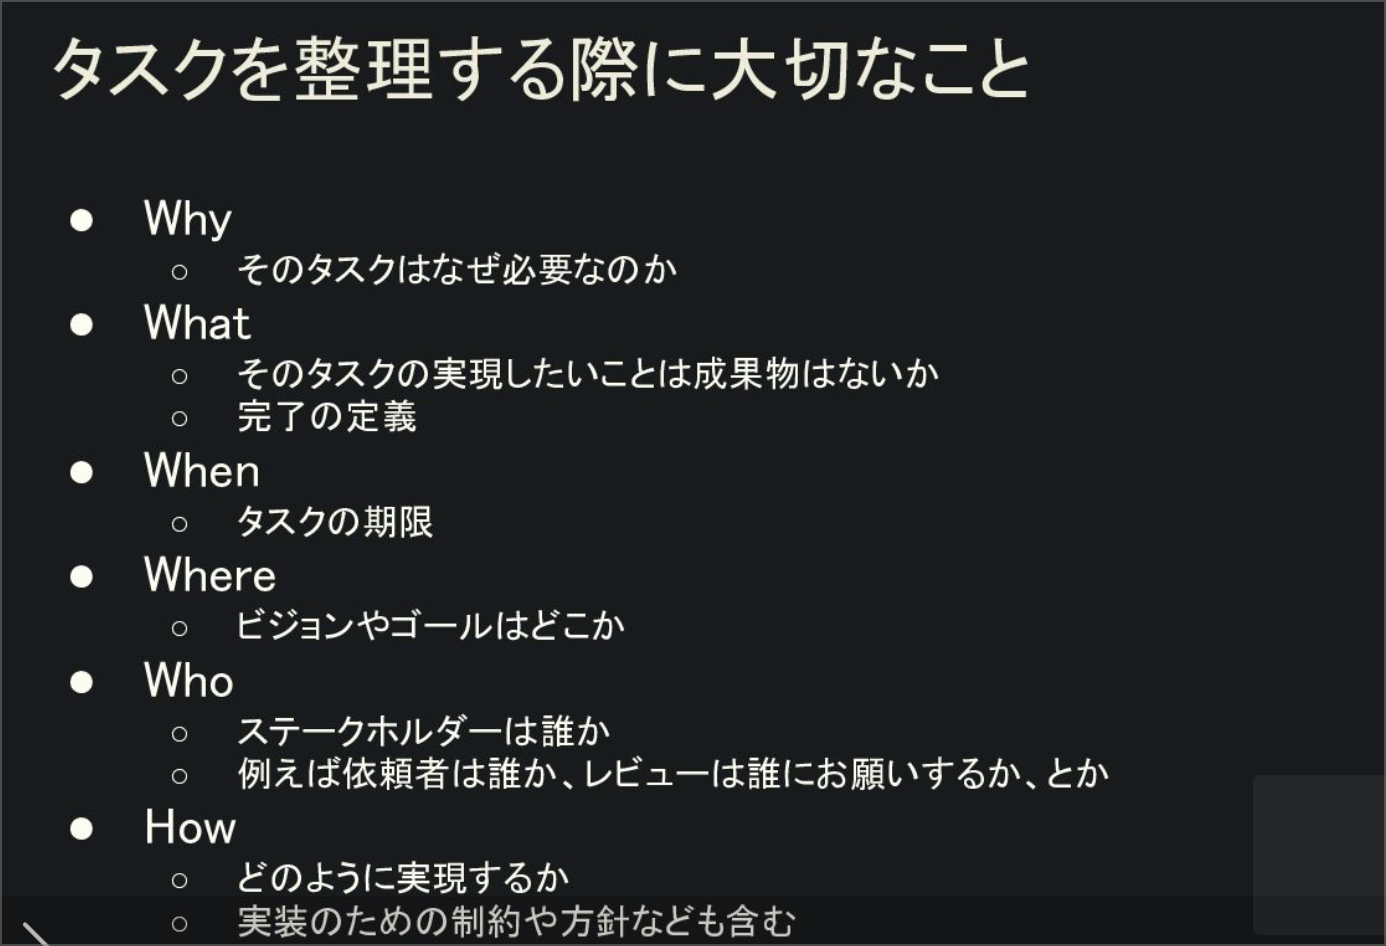 タスクを整理する際に大切なこと
● Why
○ そのタスクはなぜ必要なのか
● What
○ そのタスクの実現したいことは成果物はないか
○ 完了の定義
● When
○ タスクの期限
● Where
○ ビジョンやゴールはどこか
● Who
○ ステークホルダーは誰か
○ 例えば依頼者は誰か、レビューは誰にお願いするか、とか
● How
○ どのように実現するか
○ 実装のための制約や方針なども含む